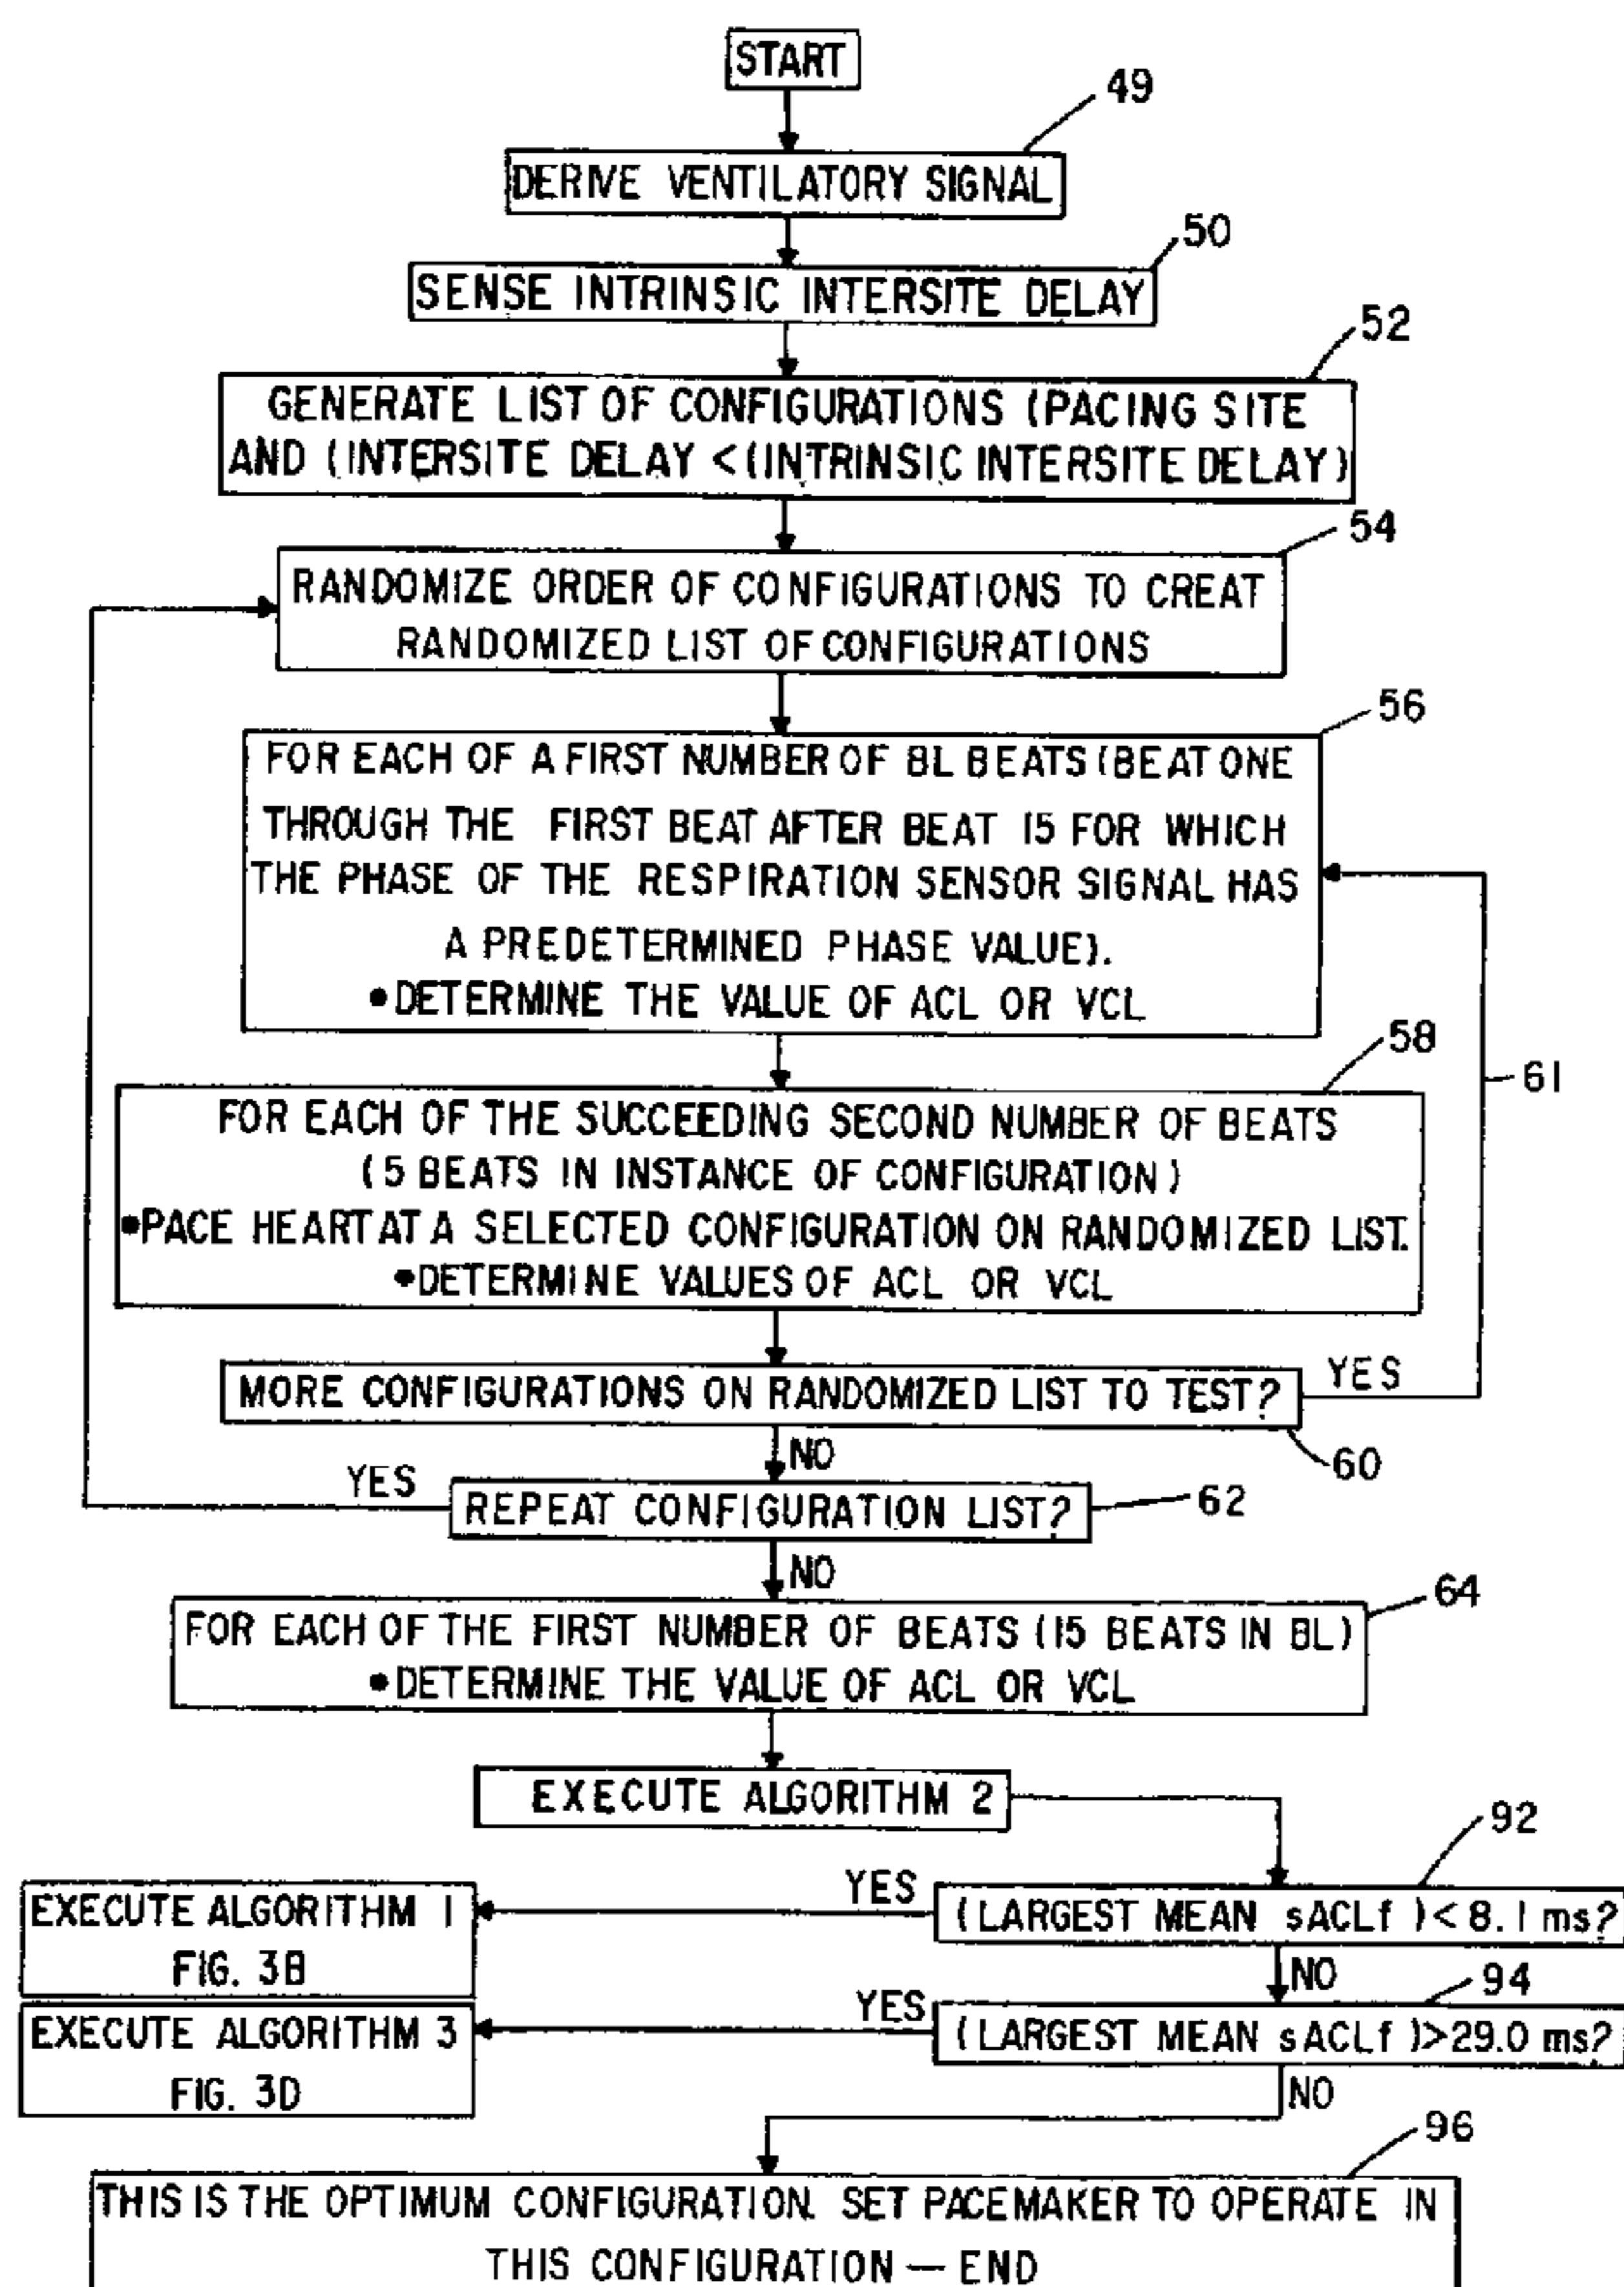 START
49
DERIVE VENTILATORY SIGNAL
50
SENSE INTRINSIC INTERSITE DELAY
52
GENERATE LIST OF CONFIGURATIONS (PACING SITE
AND (INTERSITE DELAY <(INTRINSIC INTERSITE DELAY)
54
RANDOMIZE ORDER OF CONFIGURATIONS TO CREAT
RANDOMIZED LIST OF CONFIGURATIONS
56
FOR EACH OF A FIRST NUMBER OF BL BEATS (BEAT ONE
THROUGH THE FIRST BEAT AFTER BEAT 15 FOR WHICH
THE PHASE OF THE RESPIRATION SENSOR SIGNAL HAS
A PREDETERMINED PHASE VALUE).
•DETERMINE THE VALUE OF ACL OR VCL
58
61
FOR EACH OF THE SUCCEEDING SECOND NUMBER OF BEATS
(5 BEATS IN INSTANCE OF CONFIGURATION)
•PACE HEART AT A SELECTED CONFIGURATION ON RANDOMIZED LIST.
•DETERMINE VALUES OF ACL OR VCL
MORE CONFIGURATIONS ON RANDOMIZED LIST TO TEST?
YES
NO
60
YES
REPEAT CONFIGURATION LIST?
62
NO
64
FOR EACH OF THE FIRST NUMBER OF BEATS (15 BEATS IN BL)
•DETERMINE THE VALUE OF ACL OR VCL
EXECUTE ALGORITHM 2
92
YES
(LARGEST MEAN sACLf )<8.1 ms?
EXECUTE ALGORITHM 1
FIG. 3B
NO
94
YES
(LARGEST MEAN sACLf )>29.0 ms?
EXECUTE ALGORITHM 3
FIG. 3D
NO
96
THIS IS THE OPTIMUM CONFIGURATION. SET PACEMAKER TO OPERATE IN
THIS CONFIGURATION — END